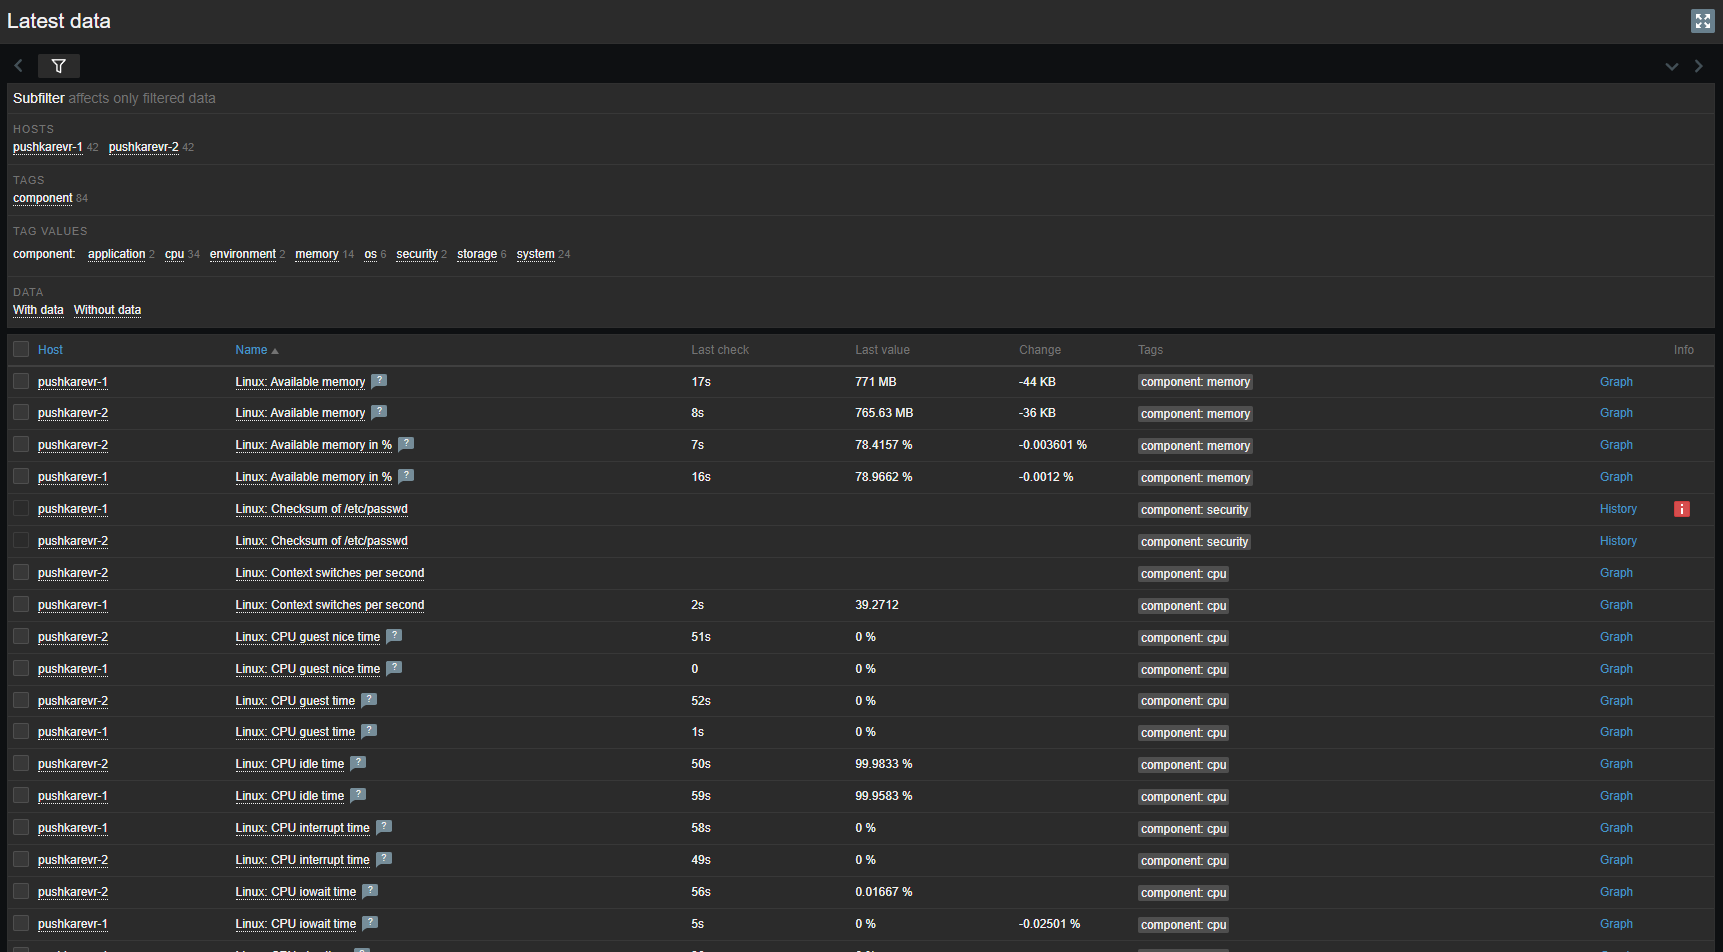 Latest data
Subfilter affects only filtered data
HOSTS
pushkarevr-1 42 pushkarevr-2 42
TAGS
component 84
TAG VALUES
component: application 2 cpu 34 environment 2 memory 14 os 6 security 2 storage 6 system 24
DATA
With data Without data
Host Name Last check Last value Change Tags Info
pushkarevr-1 Linux: Available memory ? 17s 771 MB -44 KB component: memory Graph
pushkarevr-2 Linux: Available memory ? 8s 765.63 MB -36 KB component: memory Graph
pushkarevr-2 Linux: Available memory in % ? 7s 78.4157 % -0.003601 % component: memory Graph
pushkarevr-1 Linux: Available memory in % ? 16s 78.9662 % -0.0012 % component: memory Graph
pushkarevr-1 Linux: Checksum of /etc/passwd component: security History i
pushkarevr-2 Linux: Checksum of /etc/passwd component: security History
pushkarevr-2 Linux: Context switches per second component: cpu Graph
pushkarevr-1 Linux: Context switches per second 2s 39.2712 component: cpu Graph
pushkarevr-2 Linux: CPU guest nice time ? 51s 0 % component: cpu Graph
pushkarevr-1 Linux: CPU guest nice time ? 0 0 % component: cpu Graph
pushkarevr-2 Linux: CPU guest time ? 52s 0 % component: cpu Graph
pushkarevr-1 Linux: CPU guest time ? 1s 0 % component: cpu Graph
pushkarevr-2 Linux: CPU idle time ? 50s 99.9833 % component: cpu Graph
pushkarevr-1 Linux: CPU idle time ? 59s 99.9583 % component: cpu Graph
pushkarevr-1 Linux: CPU interrupt time ? 58s 0 % component: cpu Graph
pushkarevr-2 Linux: CPU interrupt time ? 49s 0 % component: cpu Graph
pushkarevr-2 Linux: CPU iowait time ? 56s 0.01667 % component: cpu Graph
pushkarevr-1 Linux: CPU iowait time ? 5s 0 % -0.02501 % component: cpu Graph